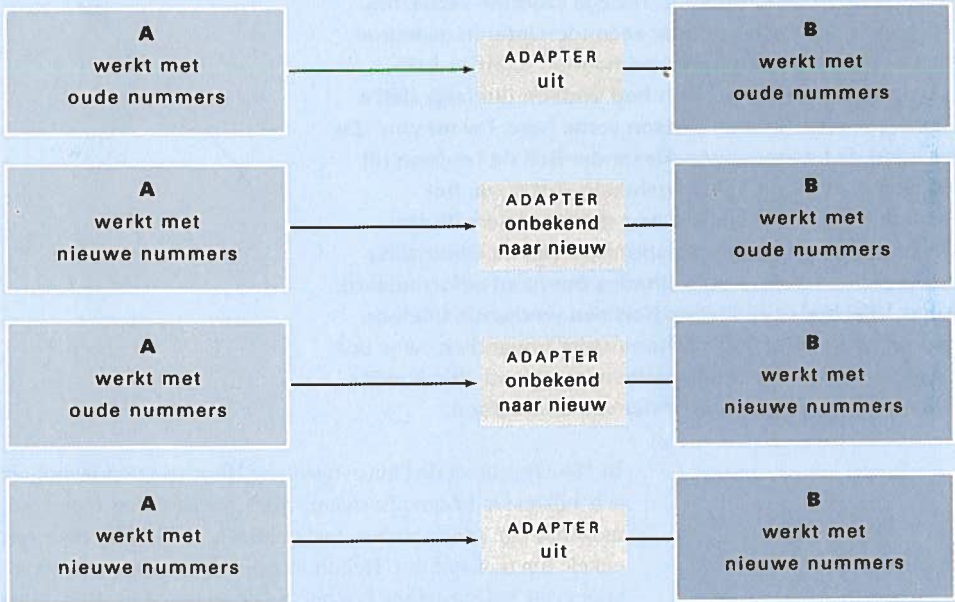 A
werkt met
oude nummers
ADAPTER
uit
B
werkt met
oude nummers
A
werkt met
nieuwe nummers
ADAPTER
onbekend
naar nieuw
B
werkt met
oude nummers
A
werkt met
oude nummers
ADAPTER
onbekend
naar nieuw
B
werkt met
nieuwe nummers
A
werkt met
nieuwe nummers
ADAPTER
uit
B
werkt met
nieuwe nummers